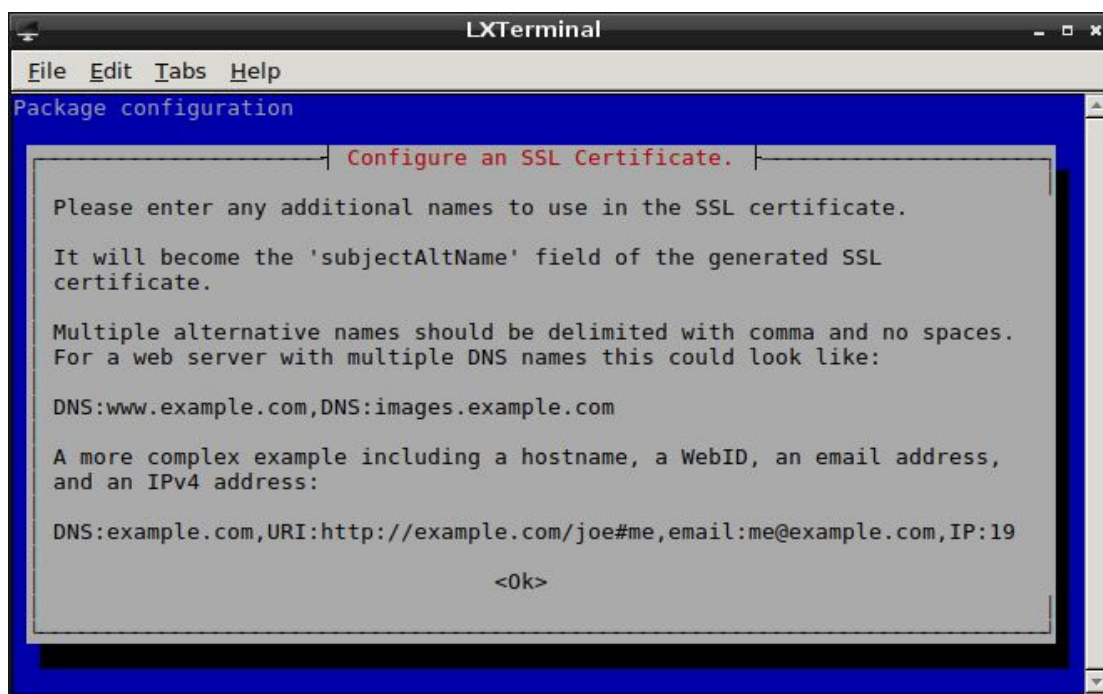 LXTerminal
File Edit Tabs Help
Package configuration
Configure an SSL Certificate.
Please enter any additional names to use in the SSL certificate.
It will become the 'subjectAltName' field of the generated SSL
certificate.
Multiple alternative names should be delimited with comma and no spaces.
For a web server with multiple DNS names this could look like:
DNS:www.example.com,DNS:images.example.com
A more complex example including a hostname, a WebID, an email address,
and an IPv4 address:
DNS:example.com,URI:http://example.com/joe#me,email:me@example.com,IP:19
<Ok>